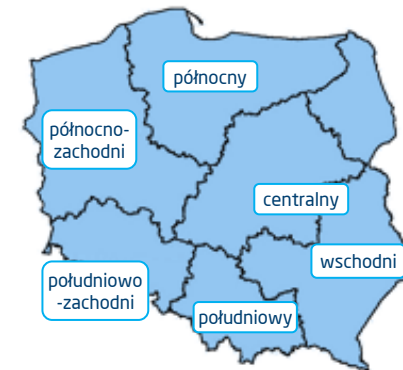 północny
północno-
zachodni
centralny
wschodni
południowo
-zachodni
południowy